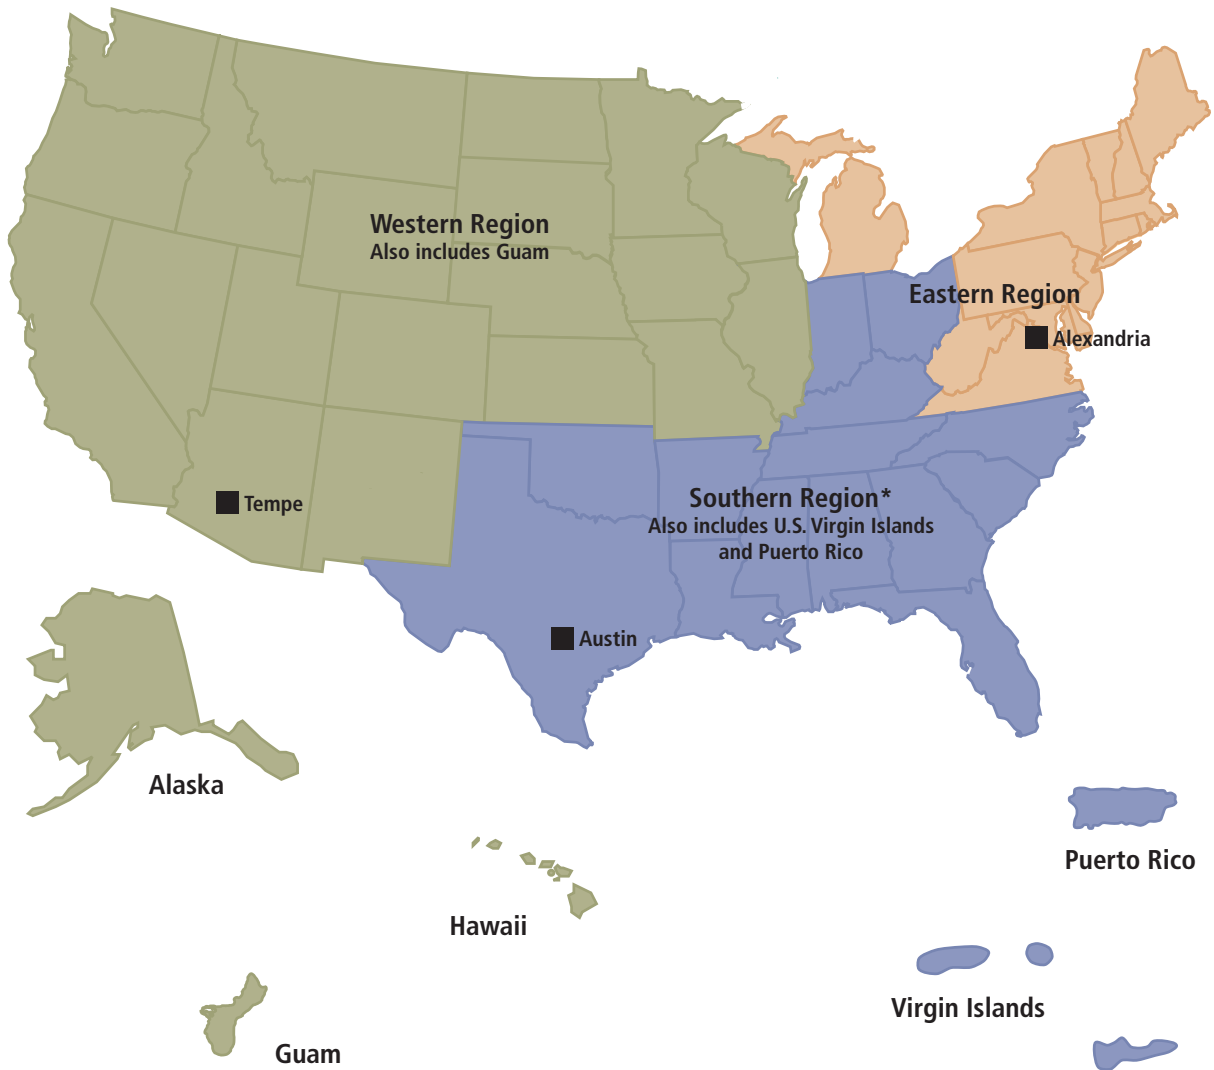 Western Region
Also includes Guam
Eastern Region
Alexandria
Tempe
Southern Region*
Also includes U.S. Virgin Islands
and Puerto Rico
Austin
Alaska
Puerto Rico
Hawaii
Virgin Islands
Guam